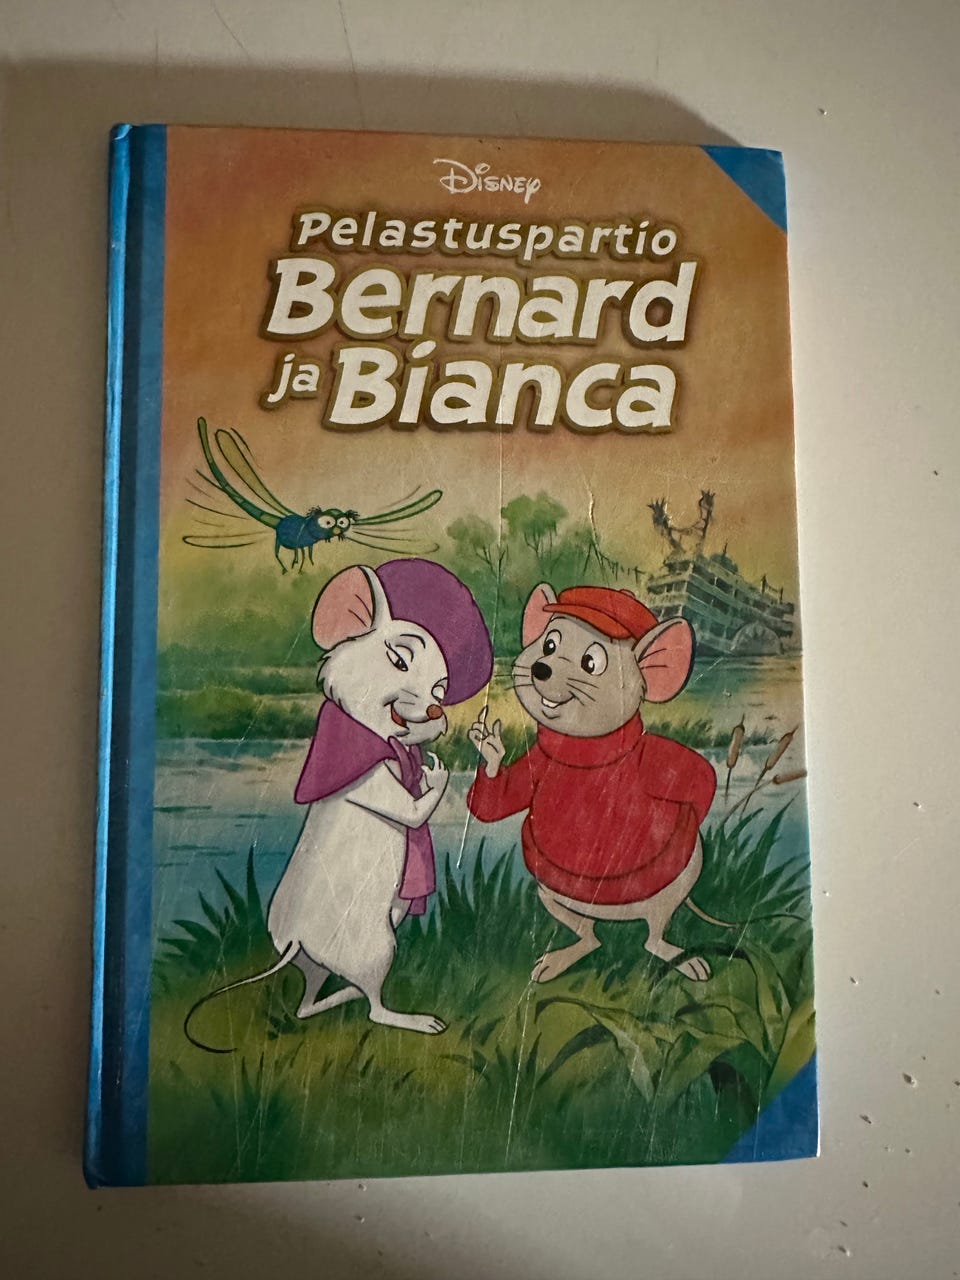 Disney
Pelastuspartio
Bernard
ja Bianca